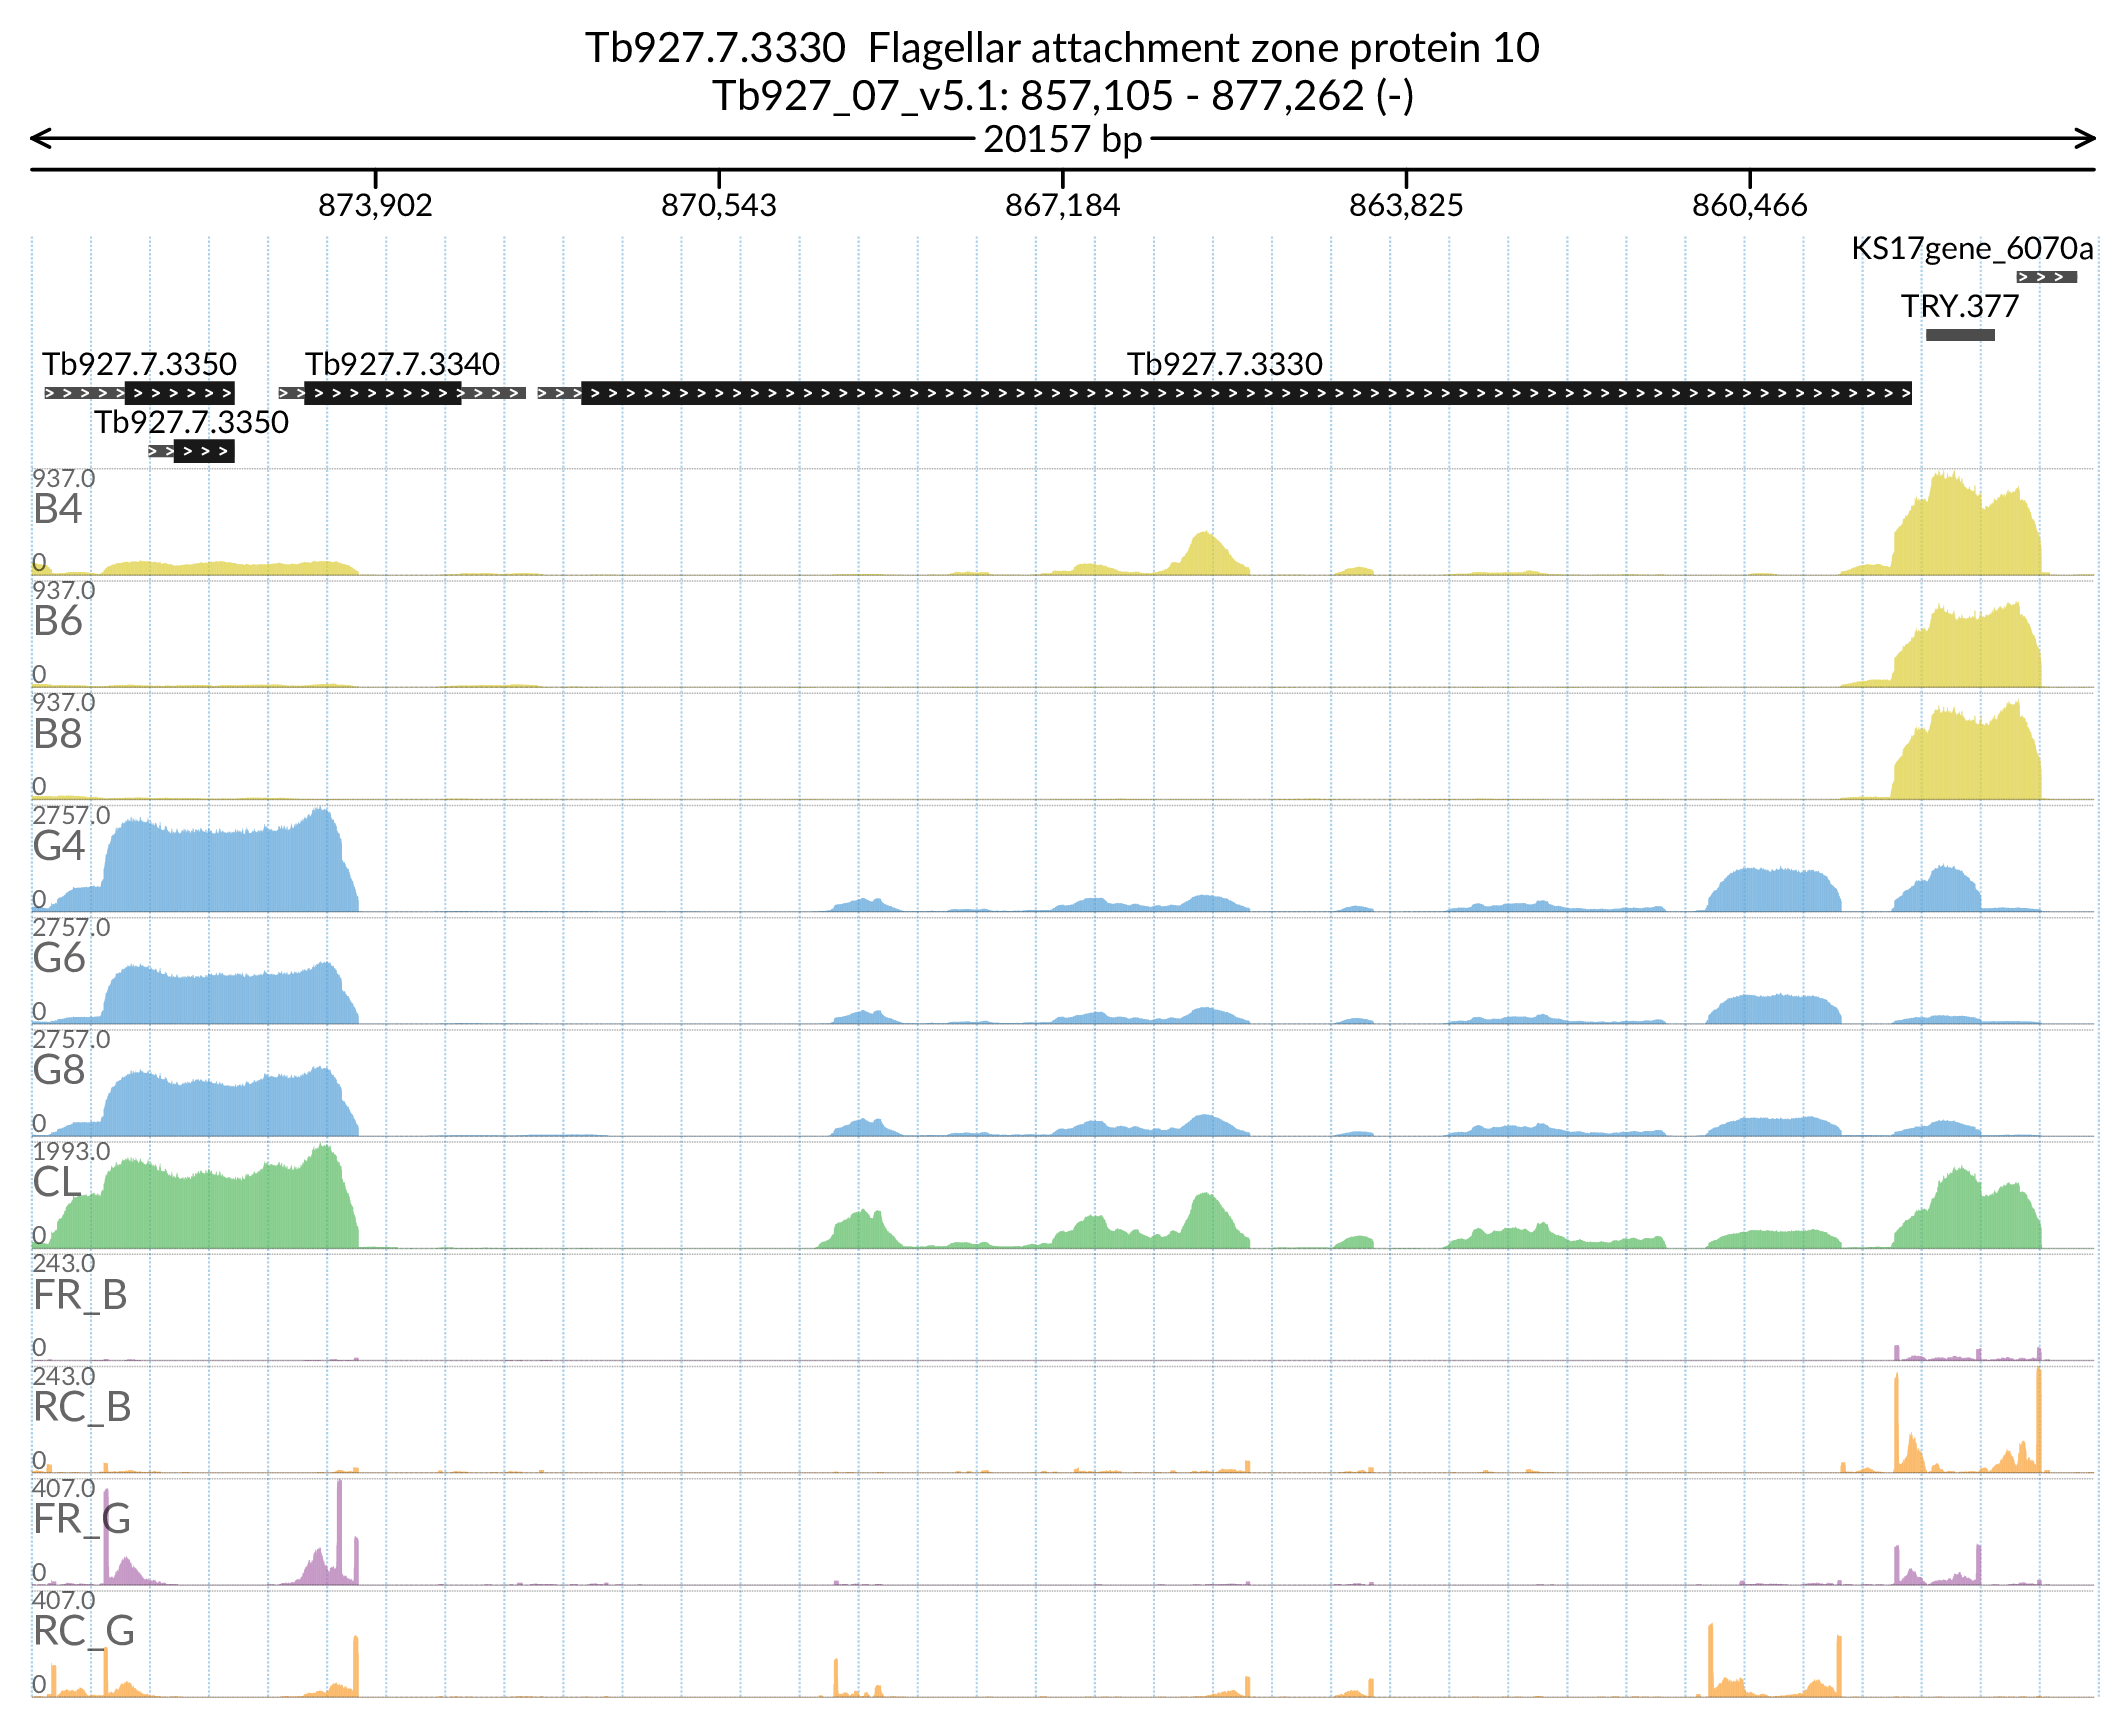 Tb927.7.3330 Flagellar attachment zone protein 10
Tb927_07_v5.1: 857,105 - 877,262 (-)
20157 bp
873,902 870,543 867,184 863,825 860,466
KS17gene_6070a
TRY.377
Tb927.7.3350 Tb927.7.3340 Tb927.7.3330
Tb927.7.3350
937.0
B4
0
937.0
B6
0
937.0
B8
0
2757.0
G4
0
2757.0
G6
0
2757.0
G8
0
1993.0
CL
0
243.0
FR_B
0
243.0
RC_B
0
407.0
FR_G
0
407.0
RC_G
0